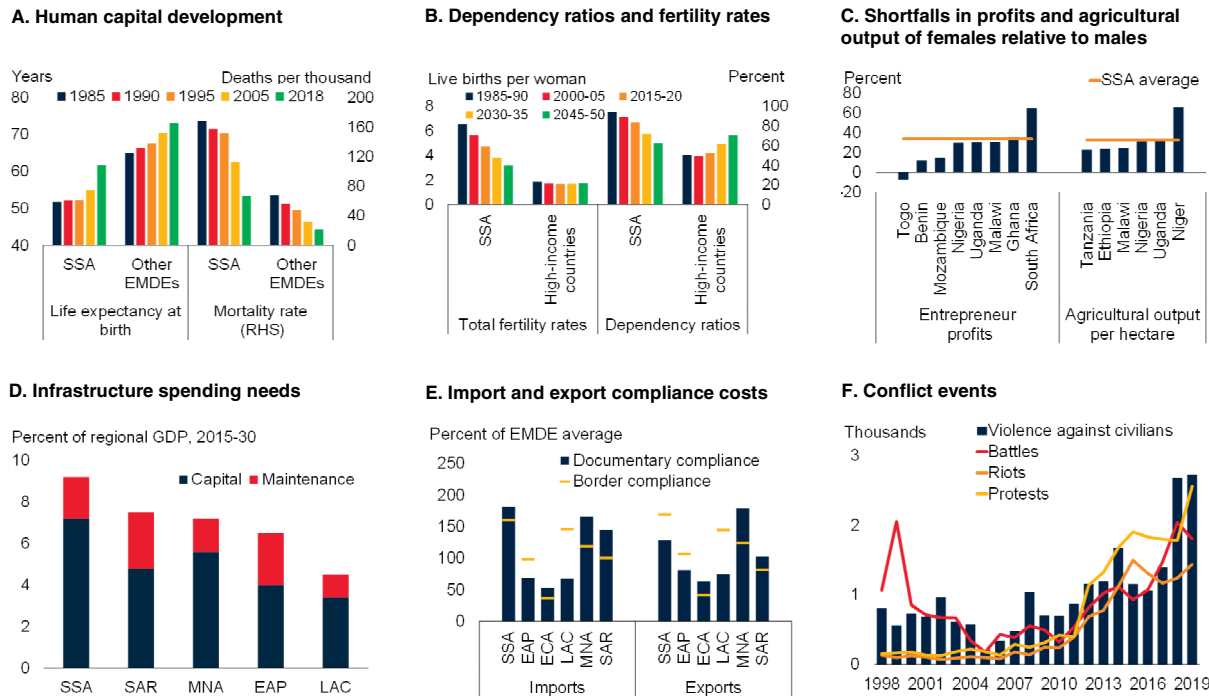 A. Human capital development
Years
Deaths per thousand
1985 1990 1995 2005 2018
80
70
60
50
40
200
160
120
80
40
0
SSA
Other
EMDEs
SSA
Other
EMDEs
Life expectancy at
birth
Mortality rate
(RHS)
B. Dependency ratios and fertility rates
Live births per woman
Percent
1985-90 2000-05 2015-20
2030-35 2045-50
8
6
4
2
0
100
80
60
40
20
0
SSA
High-income
countries
SSA
High-income
countries
Total fertility rates
Dependency ratios
C. Shortfalls in profits and agricultural
output of females relative to males
Percent
SSA average
80
60
40
20
0
-20
Togo
Benin
Mozambique
Nigeria
Uganda
Malawi
Ghana
South Africa
Tanzania
Ethiopia
Malawi
Nigeria
Uganda
Niger
Entrepreneur
profits
Agricultural output
per hectare
D. Infrastructure spending needs
Percent of regional GDP, 2015-30
Capital Maintenance
10
8
6
4
2
0
SSA SAR MNA EAP LAC
E. Import and export compliance costs
Percent of EMDE average
Documentary compliance
Border compliance
250
200
150
100
50
0
SSA
EAP
ECA
LAC
MNA
SAR
SSA
EAP
ECA
LAC
MNA
SAR
Imports
Exports
F. Conflict events
Thousands
Violence against civilians
Battles
Riots
Protests
3
2
1
0
1998 2001 2004 2007 2010 2013 2016 2019